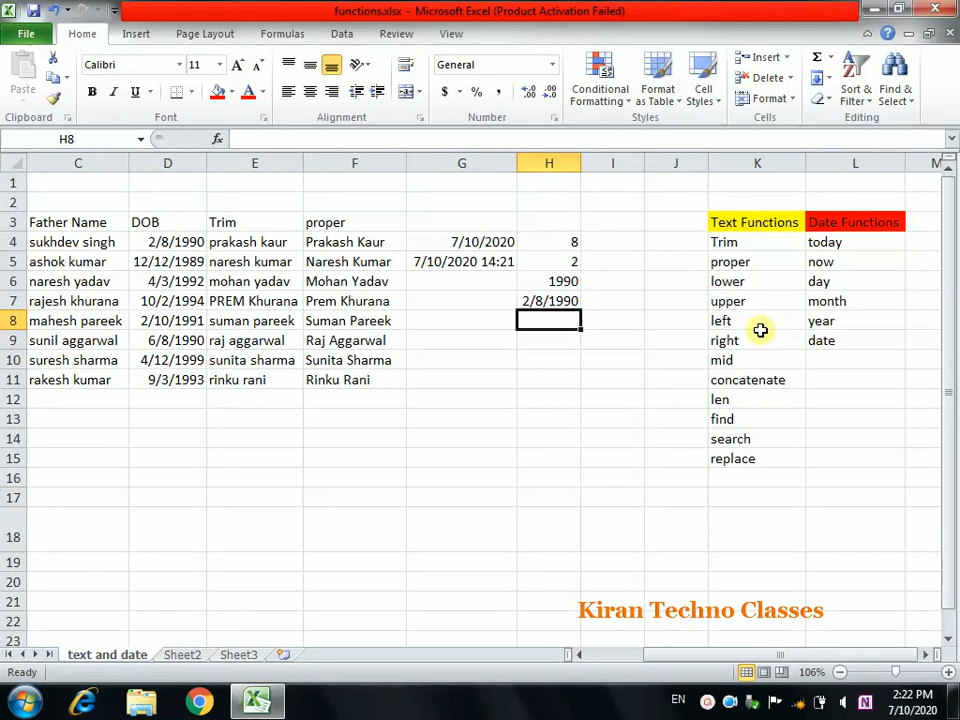 functions.xlsx - Microsoft Excel (Product Activation Failed)
File Home Insert Page Layout Formulas Data Review View
Paste Calibri 11 General Conditional Formatting Format as Table Cell Styles Insert Delete Format Sort & Filter Find & Select
B I U $ % ,
Clipboard Font Alignment Number Styles Cells Editing
H8 fx
C D E F G H I J K L M
1
2
3 Father Name DOB Trim proper Text Functions Date Functions
4 sukhdev singh 2/8/1990 prakash kaur Prakash Kaur 7/10/2020 8 Trim today
5 ashok kumar 12/12/1989 naresh kumar Naresh Kumar 7/10/2020 14:21 2 proper now
6 naresh yadav 4/3/1992 mohan yadav Mohan Yadav 1990 lower day
7 rajesh khurana 10/2/1994 PREM Khurana Prem Khurana 2/8/1990 upper month
8 mahesh pareek 2/10/1991 suman pareek Suman Pareek left year
9 sunil aggarwal 6/8/1990 raj aggarwal Raj Aggarwal right date
10 suresh sharma 4/12/1999 sunita sharma Sunita Sharma mid
11 rakesh kumar 9/3/1993 rinku rani Rinku Rani concatenate
12 len
13 find
14 search
15 replace
16
17
18
19
20
21
Kiran Techno Classes
22
23
text and date Sheet2 Sheet3
Ready 106%
EN 2:22 PM
7/10/2020